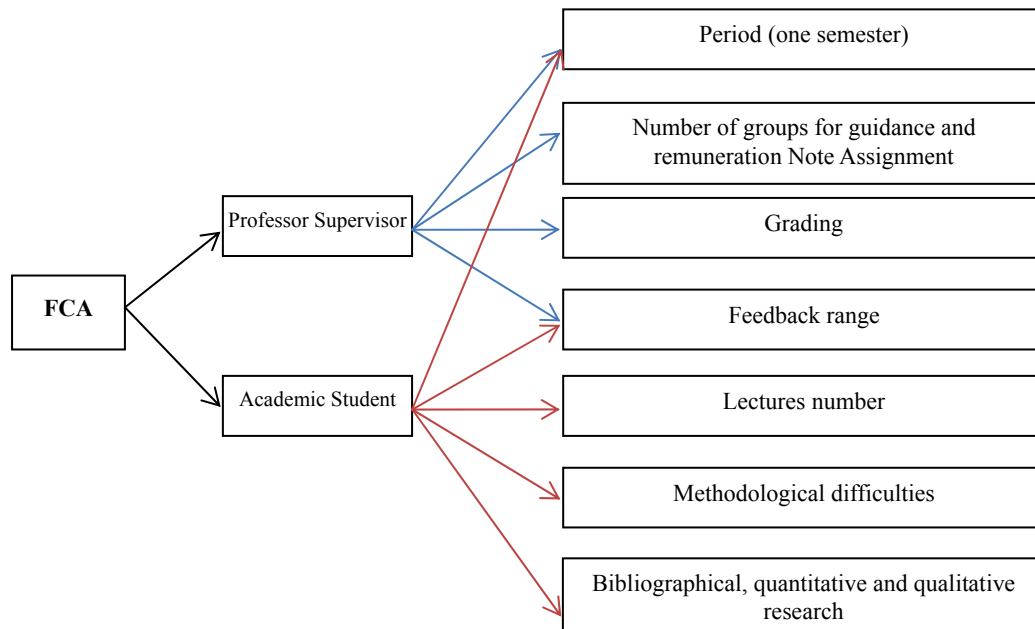 Period (one semester)
Number of groups for guidance and
remuneration Note Assignment
Professor Supervisor
Grading
FCA
Feedback range
Academic Student
Lectures number
Methodological difficulties
Bibliographical, quantitative and qualitative
research